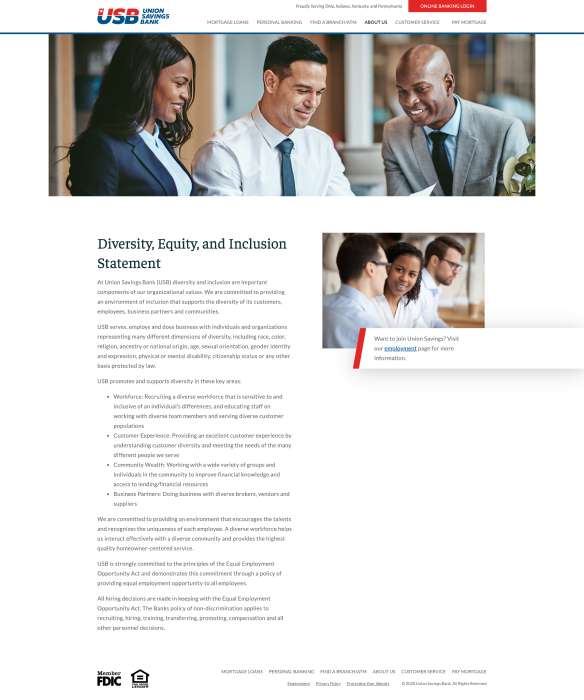 Proudly Serving Ohio, Indiana, Kentucky and Pennsylvania
ONLINE BANKING LOGIN
USB UNION SAVINGS BANK
MORTGAGE LOANS PERSONAL BANKING FIND A BRANCH/ATM ABOUT US CUSTOMER SERVICE PAY MORTGAGE
Diversity, Equity, and Inclusion
Statement
At Union Savings Bank (USB) diversity and inclusion are important
components of our organizational values. We are committed to providing
an environment of inclusion that supports the diversity of its customers,
employees, business partners and communities.
USB serves, employs and does business with individuals and organizations
representing many different dimensions of diversity, including race, color,
religion, ancestry or national origin, age, sexual orientation, gender identity
and expression, physical or mental disability, citizenship status or any other
basis protected by law.
USB promotes and supports diversity in these key areas:
• Workforce: Recruiting a diverse workforce that is sensitive to and
inclusive of an individual's differences, and educating staff on
working with diverse team members and serving diverse customer
populations
• Customer Experience: Providing an excellent customer experience by
understanding customer diversity and meeting the needs of the many
different people we serve
• Community Wealth: Working with a wide variety of groups and
individuals in the community to improve financial knowledge and
access to lending/financial resources
• Business Partners: Doing business with diverse brokers, vendors and
suppliers
We are committed to providing an environment that encourages the talents
and recognizes the uniqueness of each employee. A diverse workforce helps
us interact effectively with a diverse community and provides the highest
quality homeowner-centered service.
USB is strongly committed to the principles of the Equal Employment
Opportunity Act and demonstrates this commitment through a policy of
providing equal employment opportunity to all employees.
All hiring decisions are made in keeping with the Equal Employment
Opportunity Act. The Banks policy of non-discrimination applies to
recruiting, hiring, training, transferring, promoting, compensation and all
other personnel decisions.
Want to join Union Savings? Visit
our employment page for more
information.
Member
FDIC
EQUAL HOUSING
LENDER
MORTGAGE LOANS PERSONAL BANKING FIND A BRANCH/ATM ABOUT US CUSTOMER SERVICE PAY MORTGAGE
Employment Privacy Policy Protecting Your Identity © 2020 Union Savings Bank. All Rights Reserved